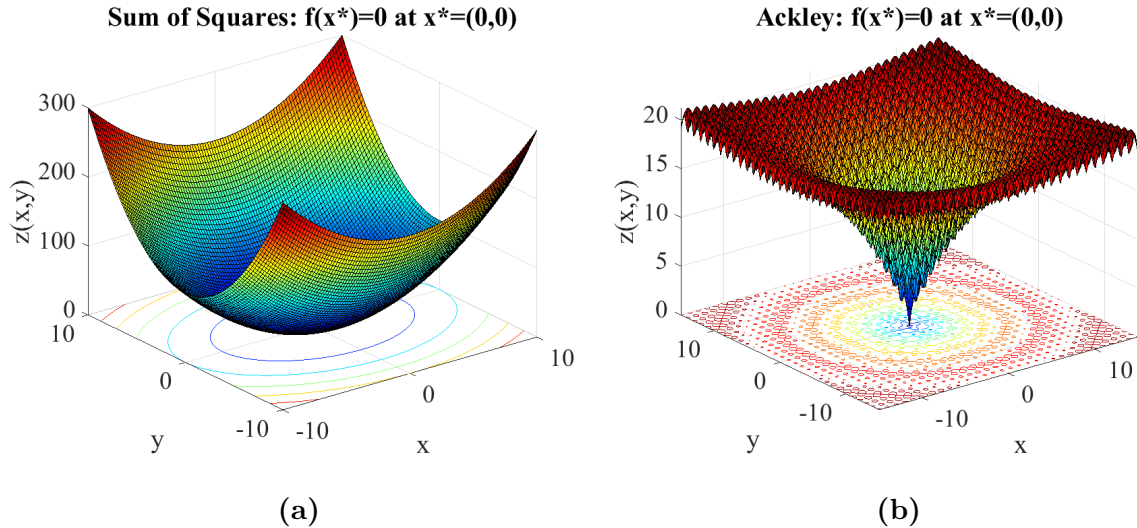 Sum of Squares: f(x*)=0 at x*=(0,0)
300
200
100
0
z(x,y)
10
0
-10
y
-10
0
10
x
(a)
Ackley: f(x*)=0 at x*=(0,0)
20
15
10
5
0
z(x,y)
10
0
-10
y
-10
0
10
x
(b)